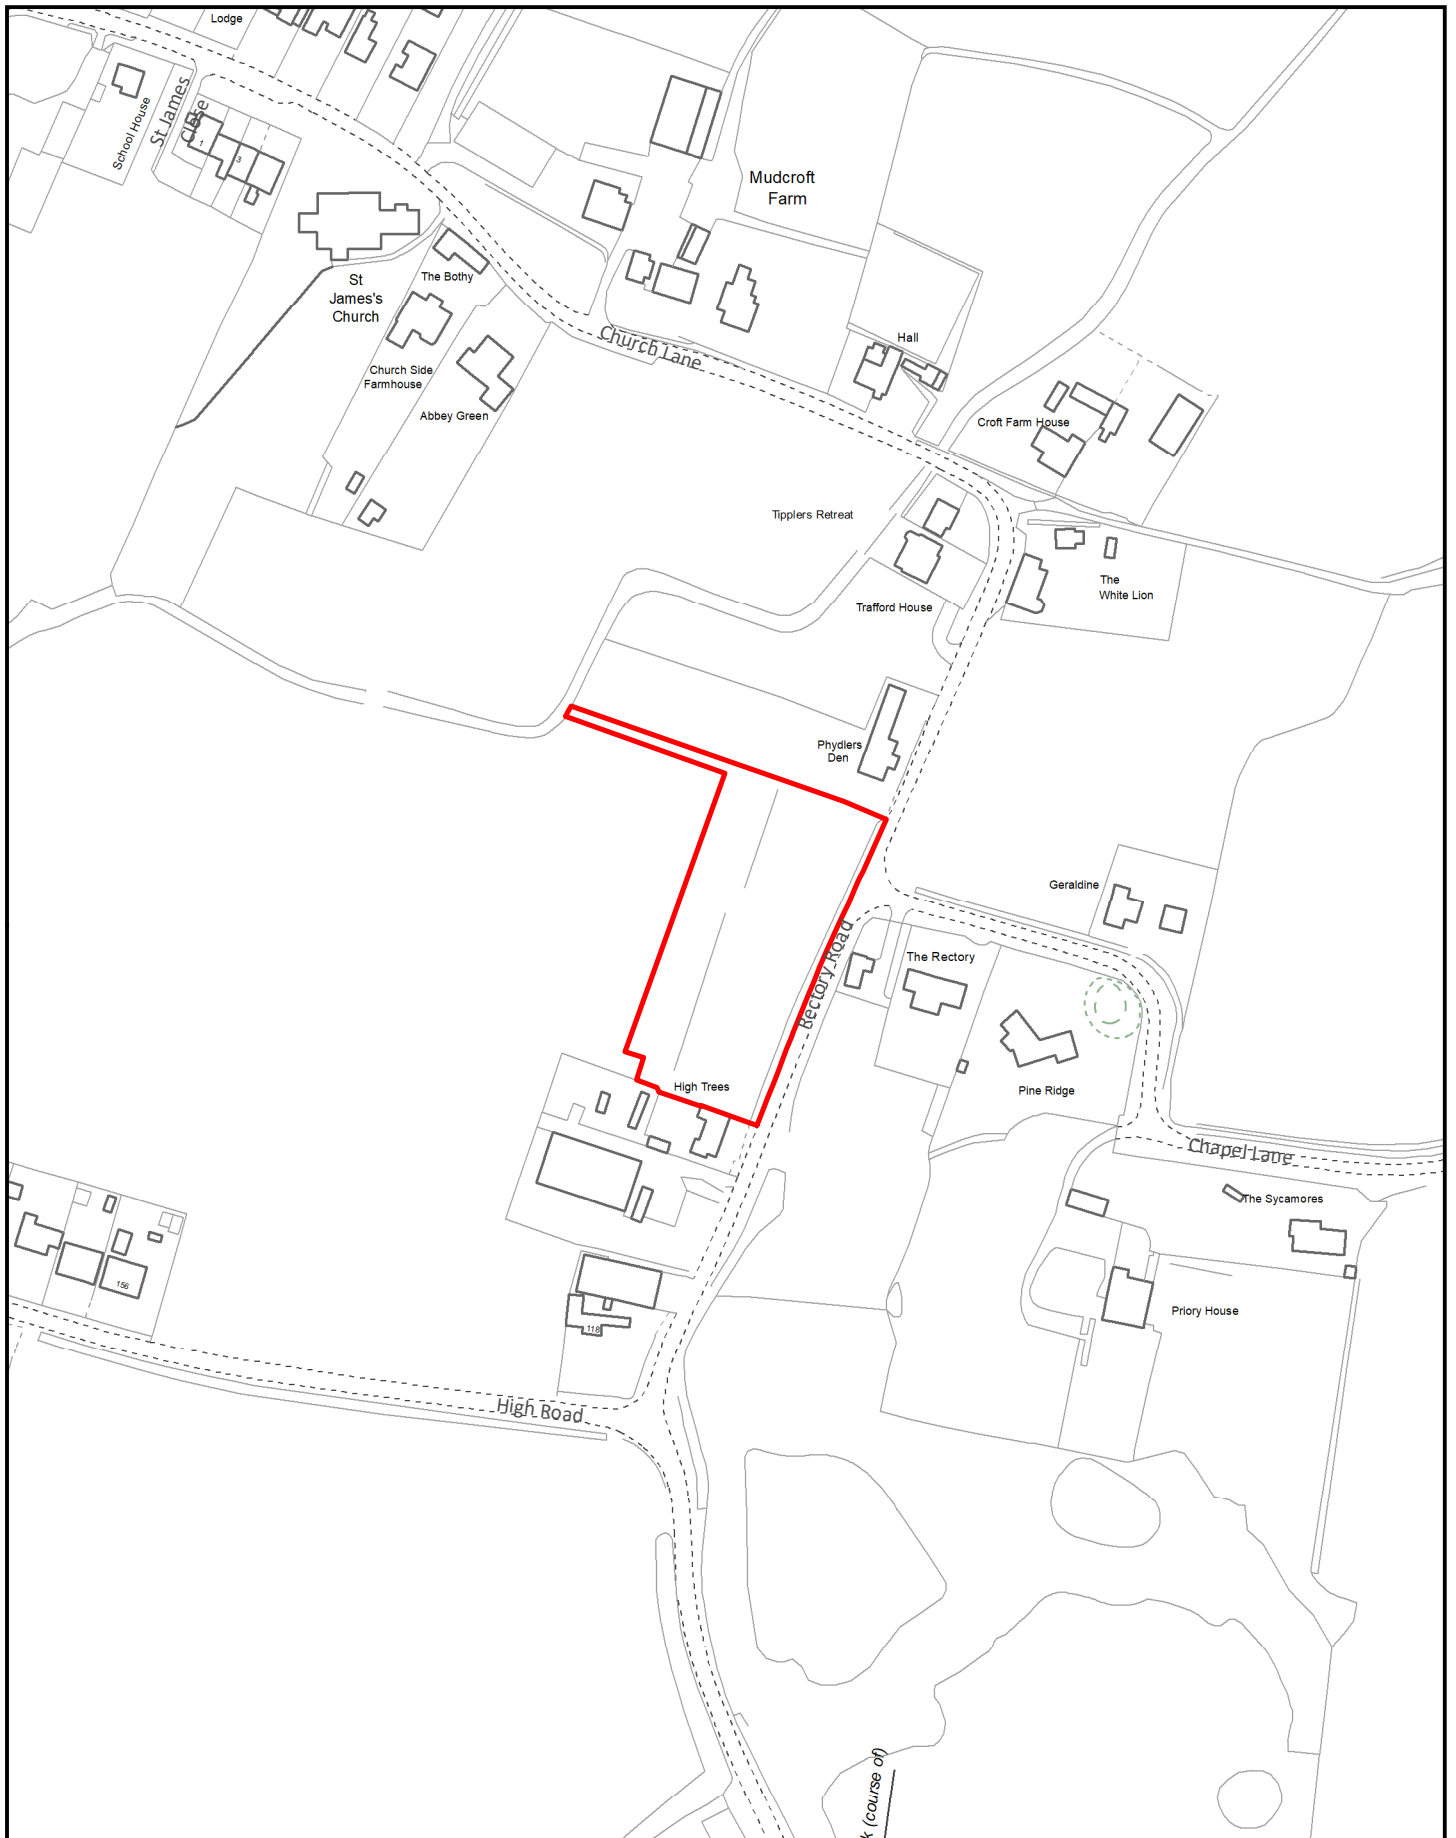 Lodge
School House
St James
Close
1
3
Mudcroft
Farm
St
James's
Church
The Bothy
Church Side
Farmhouse
Abbey Green
Church Lane
Hall
Croft Farm House
Tipplers Retreat
Trafford House
The
White Lion
Phydlers
Den
Geraldine
The Rectory
Rectory Road
Pine Ridge
High Trees
Chapel Lane
The Sycamores
156
118
Priory House
High Road
(course of)